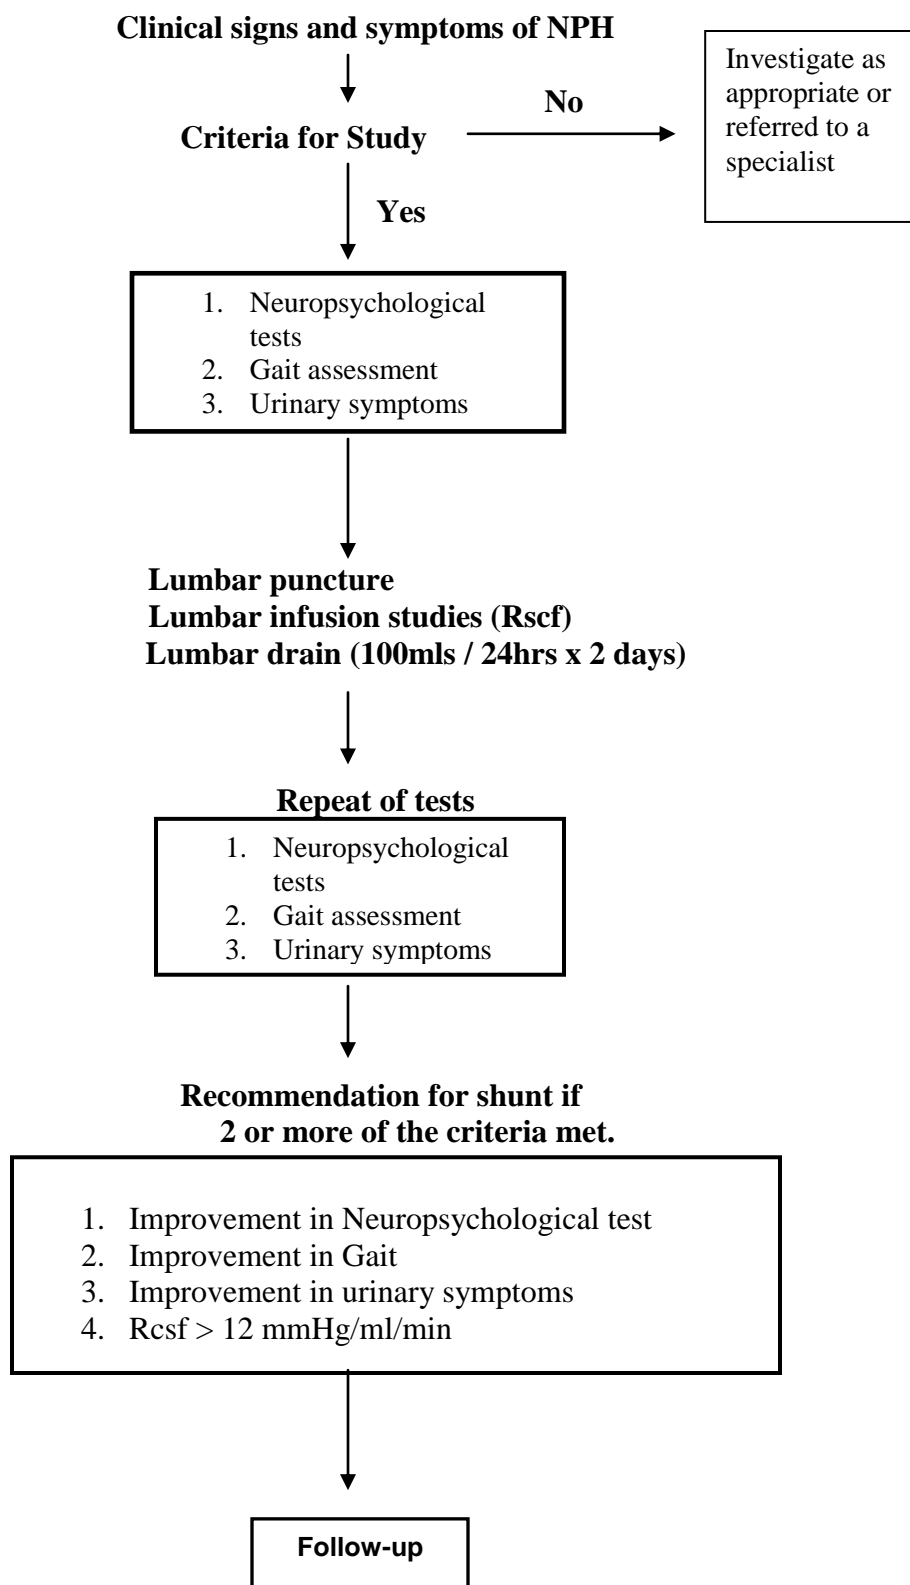 Clinical signs and symptoms of NPH
Investigate as
appropriate or
referred to a
specialist
No
Criteria for Study
Yes
1. Neuropsychological
tests
2. Gait assessment
3. Urinary symptoms
Lumbar puncture
Lumbar infusion studies (Rscf)
Lumbar drain (100mls / 24hrs x 2 days)
Repeat of tests
1. Neuropsychological
tests
2. Gait assessment
3. Urinary symptoms
Recommendation for shunt if
2 or more of the criteria met.
1. Improvement in Neuropsychological test
2. Improvement in Gait
3. Improvement in urinary symptoms
4. Rcsf > 12 mmHg/ml/min
Follow-up